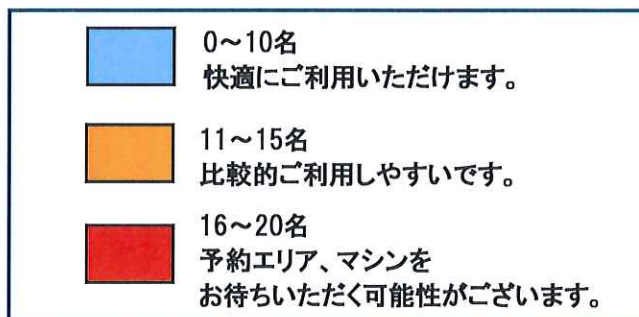 0～10名
快適にご利用いただけます。
11～15名
比較的ご利用しやすいです。
16～20名
予約エリア、マシンを
お待ちいただく可能性がございます。